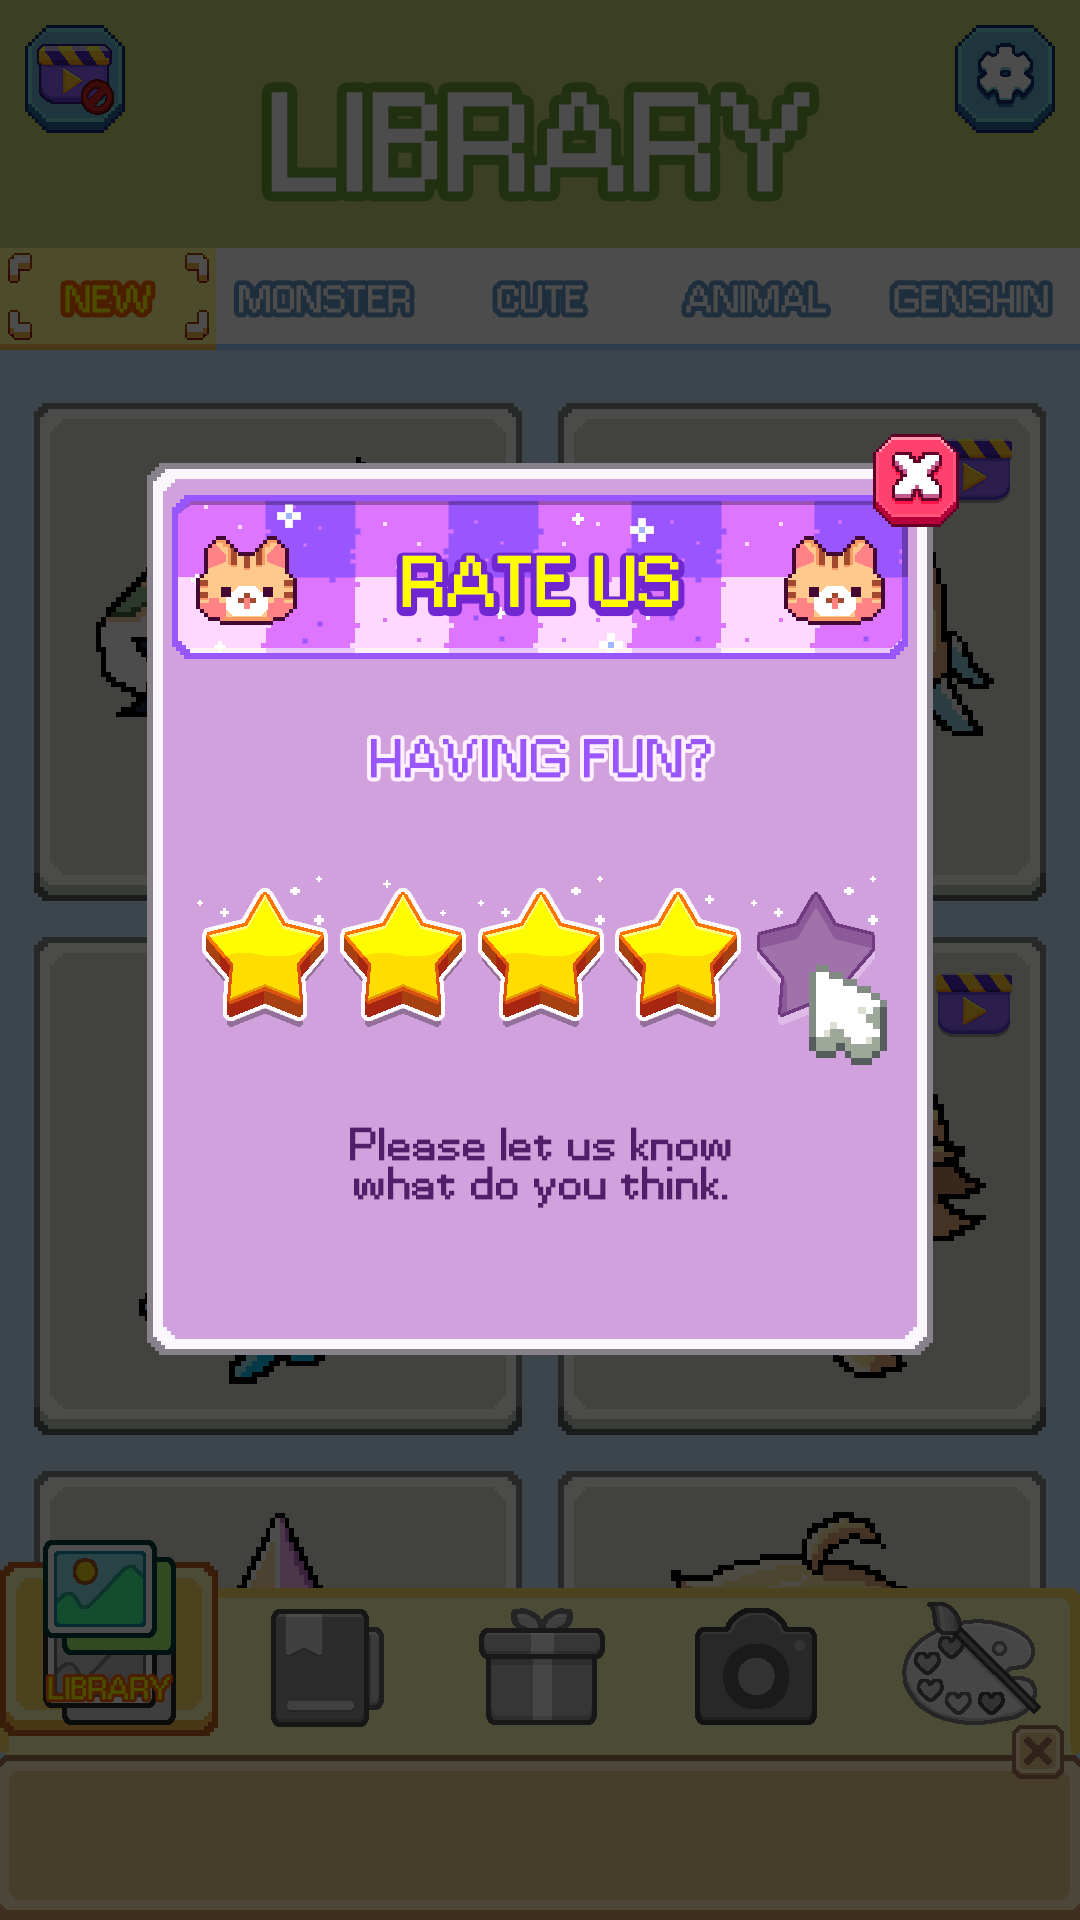 LIBRARY
NEW
MONSTER
CUTE
ANIMAL
GENSHIN
RATE US
HAVING FUN?
Please let us know
what do you think.
LIBRARY